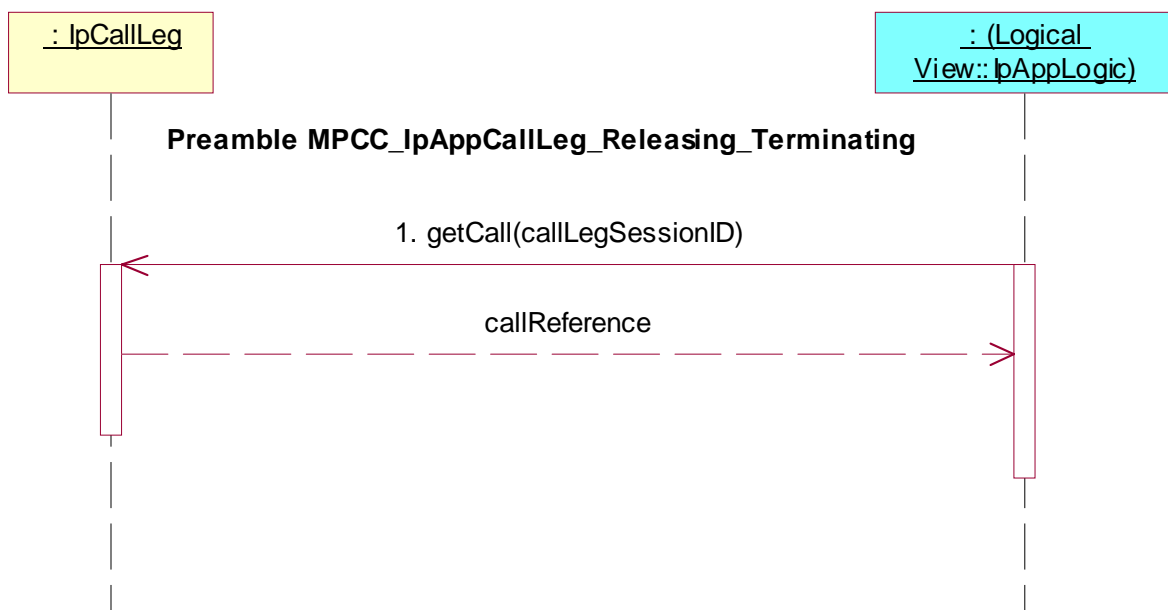 : IpCallLeg
: (Logical
View::IpAppLogic)
Preamble MPCC_IpAppCallLeg_Releasing_Terminating
1. getCall(callLegSessionID)
callReference